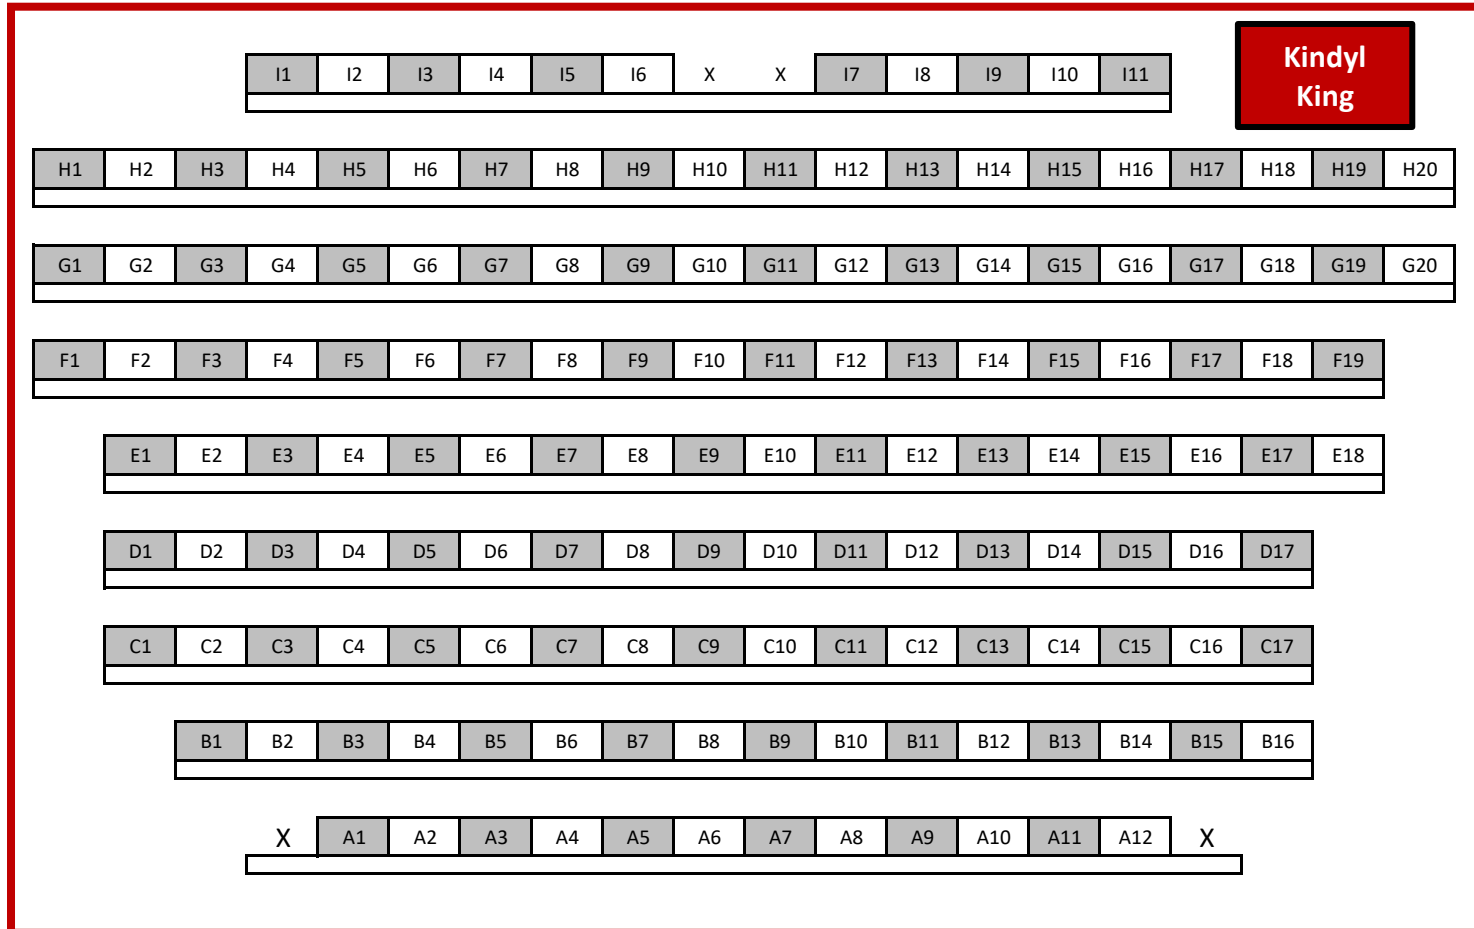 Kindyl
King
I1 I2 I3 I4 I5 I6 X X I7 I8 I9 I10 I11
H1 H2 H3 H4 H5 H6 H7 H8 H9 H10 H11 H12 H13 H14 H15 H16 H17 H18 H19 H20
G1 G2 G3 G4 G5 G6 G7 G8 G9 G10 G11 G12 G13 G14 G15 G16 G17 G18 G19 G20
F1 F2 F3 F4 F5 F6 F7 F8 F9 F10 F11 F12 F13 F14 F15 F16 F17 F18 F19
E1 E2 E3 E4 E5 E6 E7 E8 E9 E10 E11 E12 E13 E14 E15 E16 E17 E18
D1 D2 D3 D4 D5 D6 D7 D8 D9 D10 D11 D12 D13 D14 D15 D16 D17
C1 C2 C3 C4 C5 C6 C7 C8 C9 C10 C11 C12 C13 C14 C15 C16 C17
B1 B2 B3 B4 B5 B6 B7 B8 B9 B10 B11 B12 B13 B14 B15 B16
X A1 A2 A3 A4 A5 A6 A7 A8 A9 A10 A11 A12 X